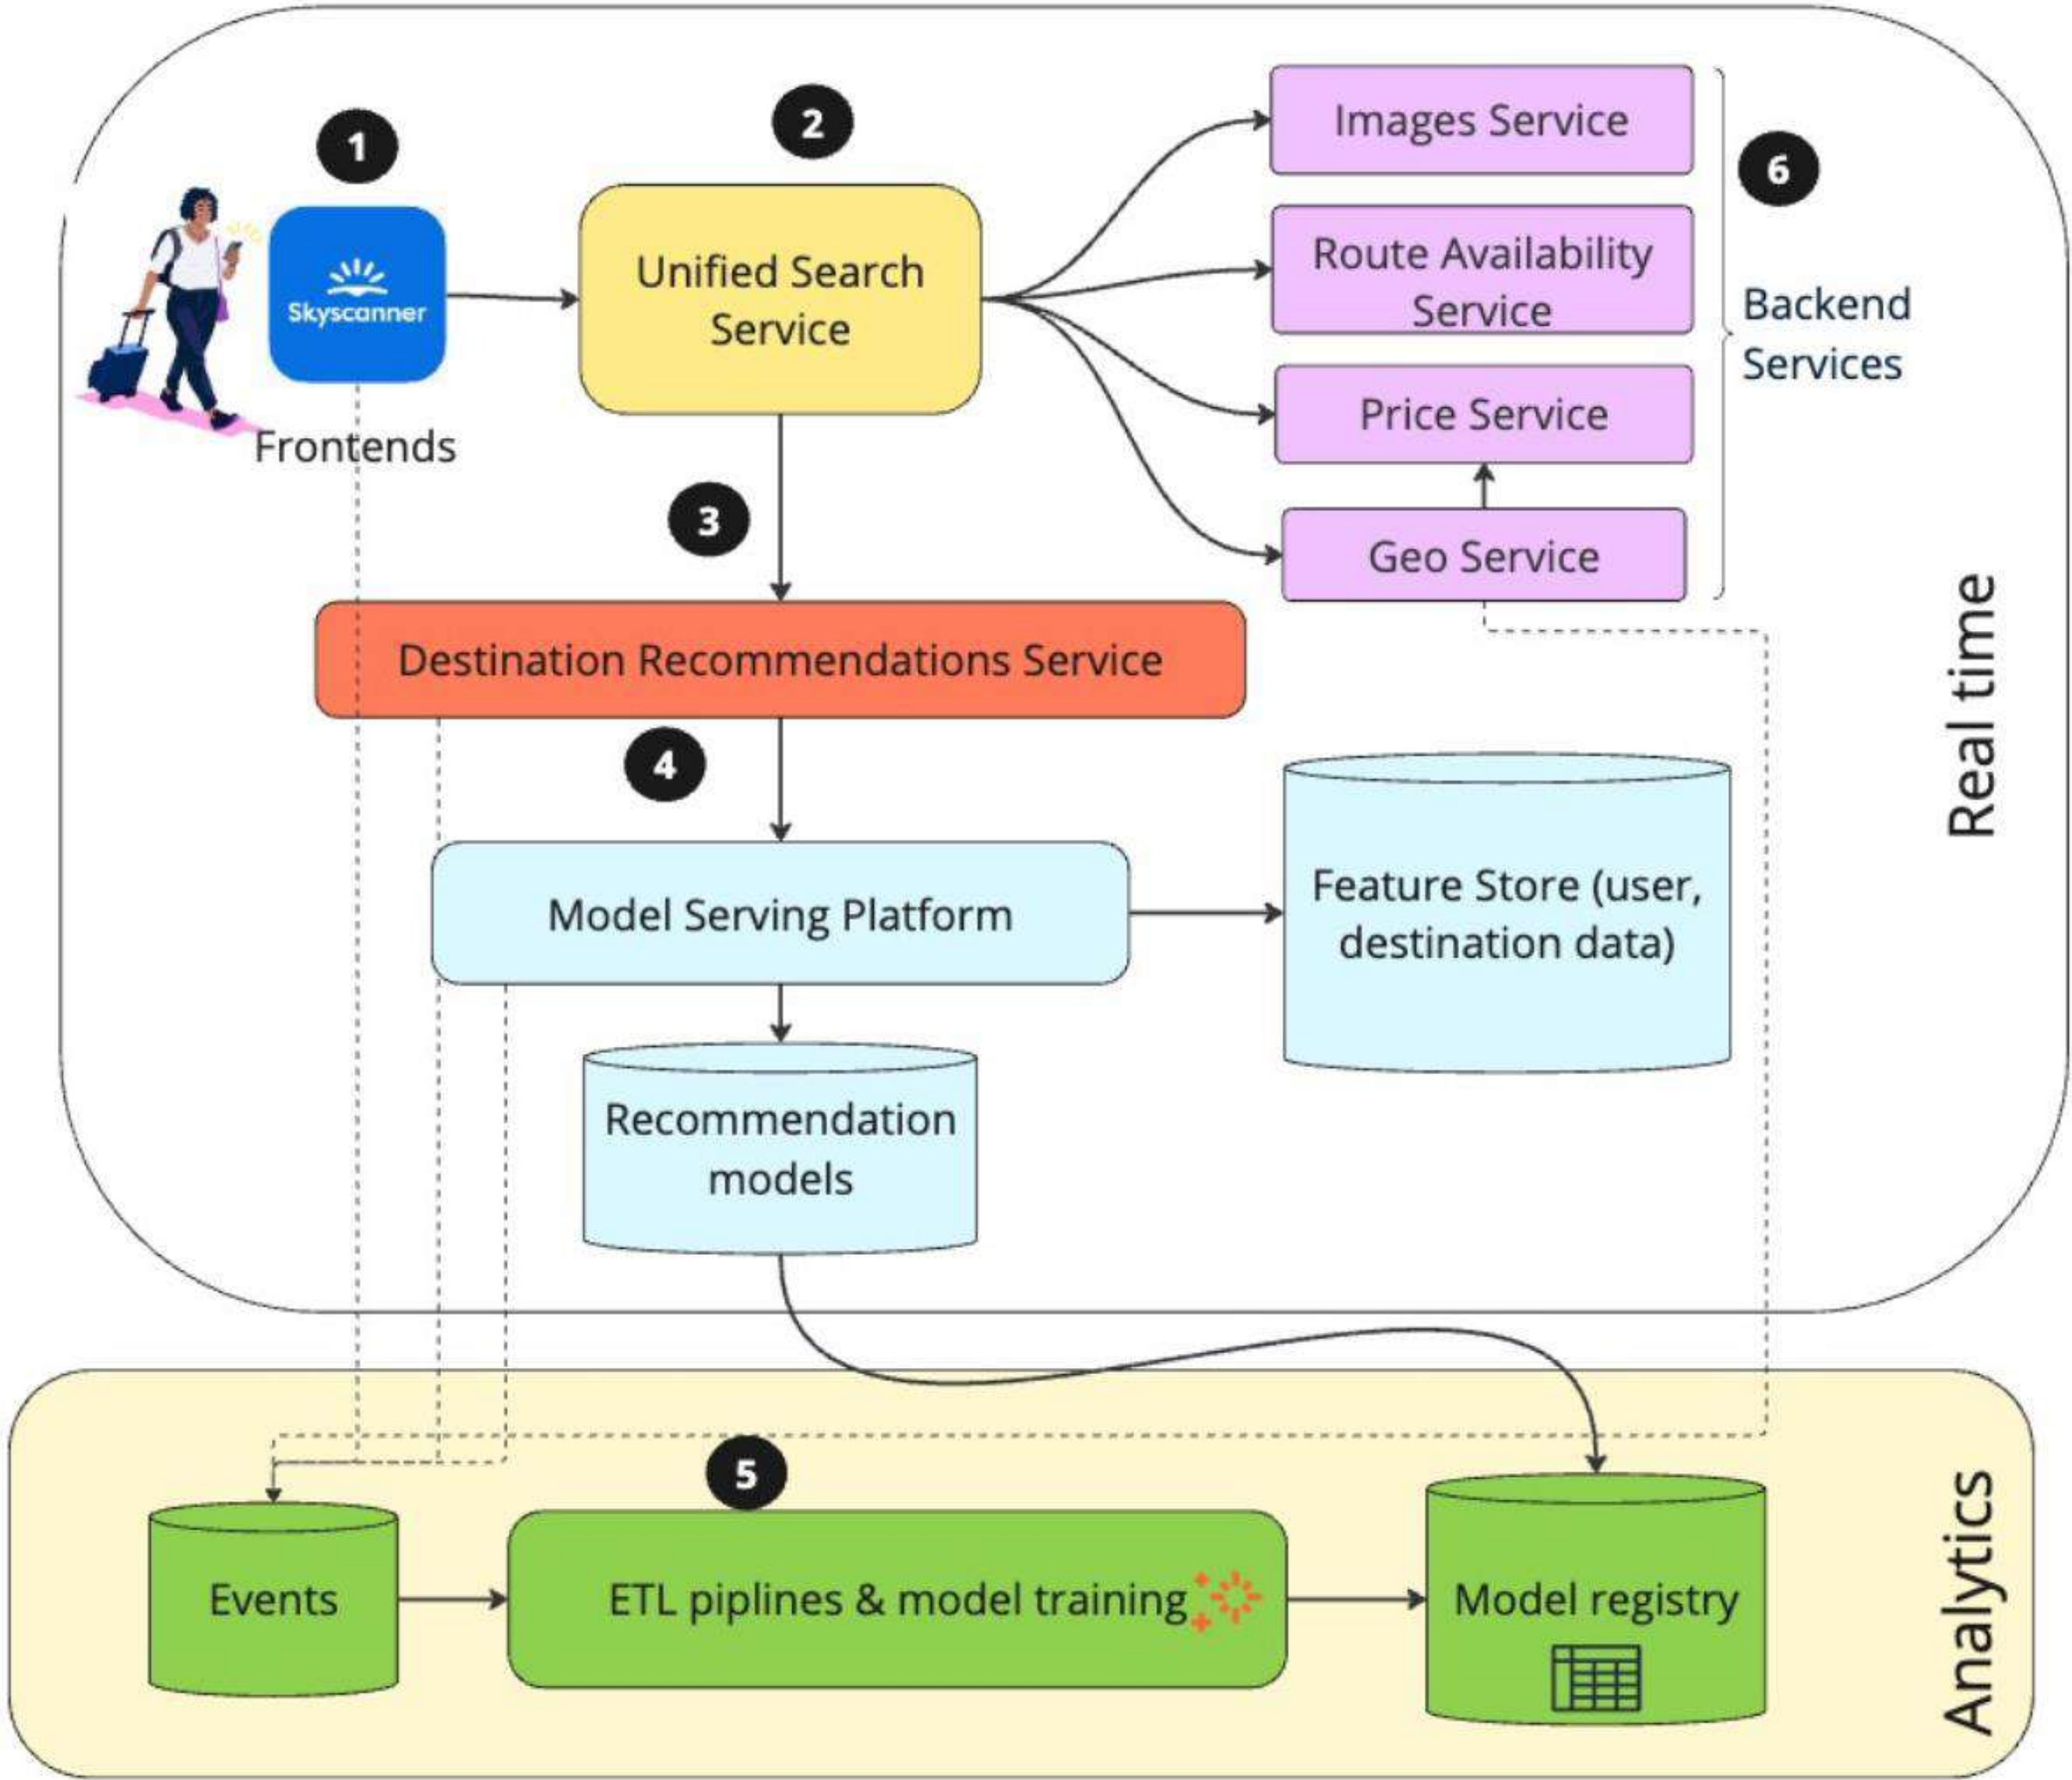 1
2
Images Service
6
Skyscanner
Unified Search
Service
Route Availability
Service
Backend
Services
Price Service
Frontends
3
Geo Service
Real time
Destination Recommendations Service
4
Model Serving Platform
Feature Store (user,
destination data)
Recommendation
models
5
Events
ETL piplines & model training
Model registry
Analytics